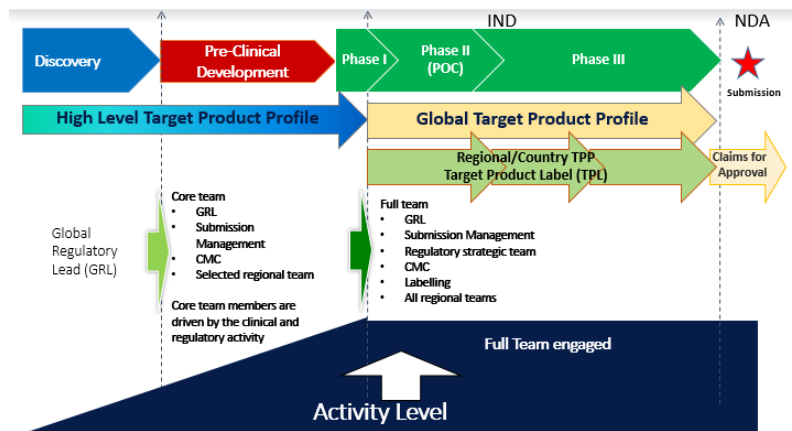 IND
NDA
Discovery
Pre-Clinical
Development
Phase I
Phase II
(POC)
Phase III
Submission
High Level Target Product Profile
Global Target Product Profile
Regional/Country TPP
Target Product Label (TPL)
Claims for
Approval
Global
Regulatory
Lead (GRL)
Core team
• GRL
• Submission
Management
• CMC
• Selected regional team
Core team members are
driven by the clinical and
regulatory activity
Full team
• GRL
• Submission Management
• Regulatory strategic team
• CMC
• Labelling
• All regional teams
Full Team engaged
Activity Level